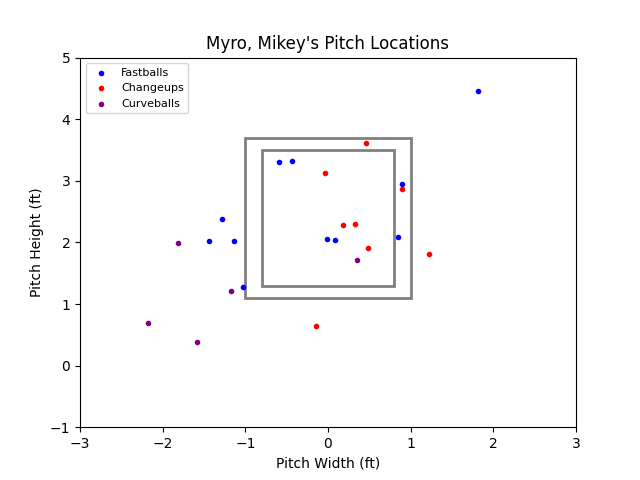 Myro, Mikey's Pitch Locations
Fastballs
Changeups
Curveballs
5
4
3
2
1
0
−1
Pitch Height (ft)
−3
−2
−1
0
1
2
3
Pitch Width (ft)